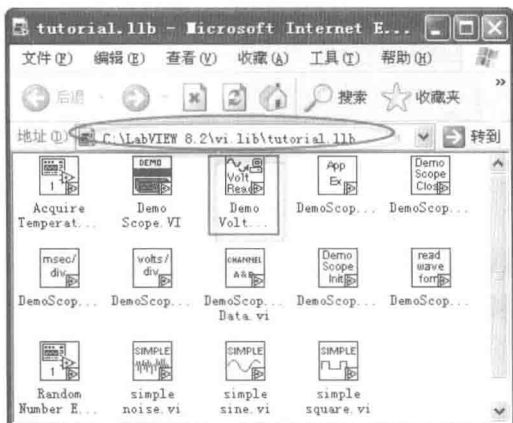 tutorial.llb - Microsoft Internet E...
文件(F) 编辑(E) 查看(V) 收藏(A) 工具(T) 帮助(H)
后退 搜索 收藏夹 »
地址(D) C:\LabVIEW 8.2\vi.lib\tutorial.llb 转到
1
DEMO
Volt
Read
App
Ex
Demo
Scope
Clos
Acquire
Temperat...
Demo
Scope.VI
Demo
Volt...
DemoScop...
DemoScop...
msec/
div
volts/
div
CHANNEL
A&B
Demo
Scope
Init
read
wave
form
DemoScop...
DemoScop...
DemoScop...
Data.vi
DemoScop...
DemoScop...
1
SIMPLE
SIMPLE
SIMPLE
Random
Number E...
simple
noise.vi
simple
sine.vi
simple
square.vi